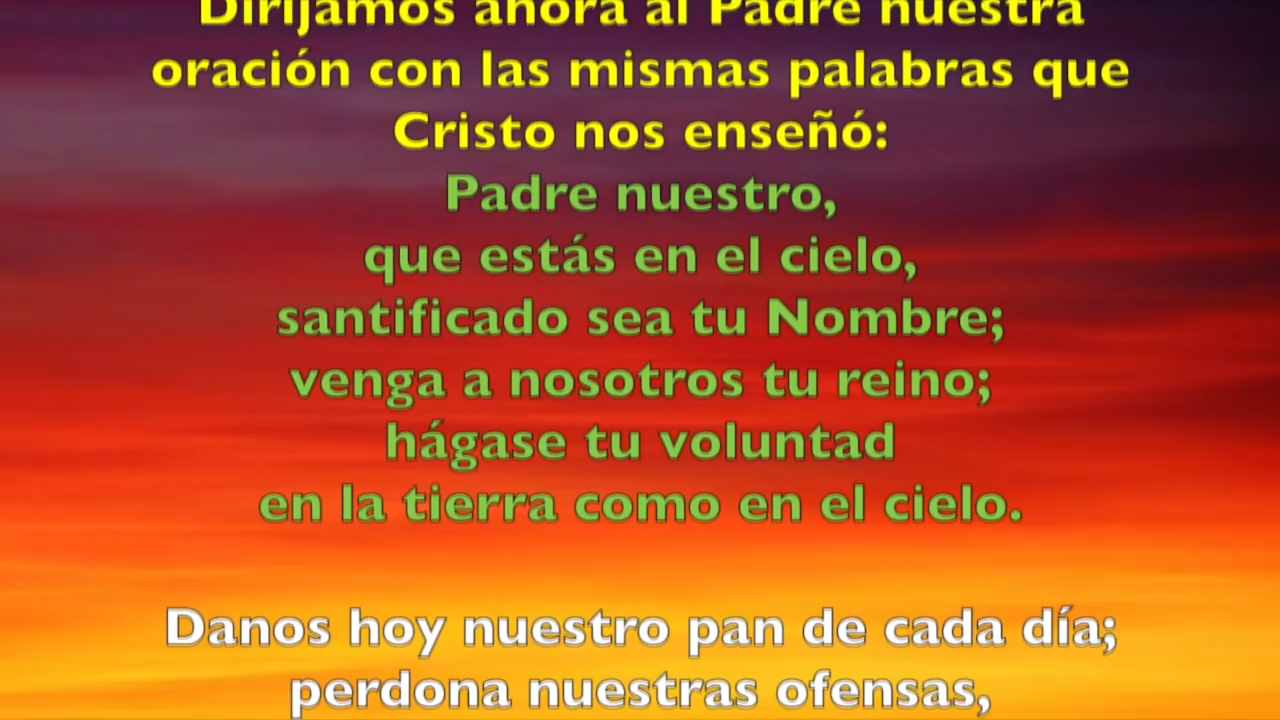 Dirijamos ahora al Padre nuestra
oración con las mismas palabras que
Cristo nos enseñó:
Padre nuestro,
que estás en el cielo,
santificado sea tu Nombre;
venga a nosotros tu reino;
hágase tu voluntad
en la tierra como en el cielo.
Danos hoy nuestro pan de cada día;
perdona nuestras ofensas,